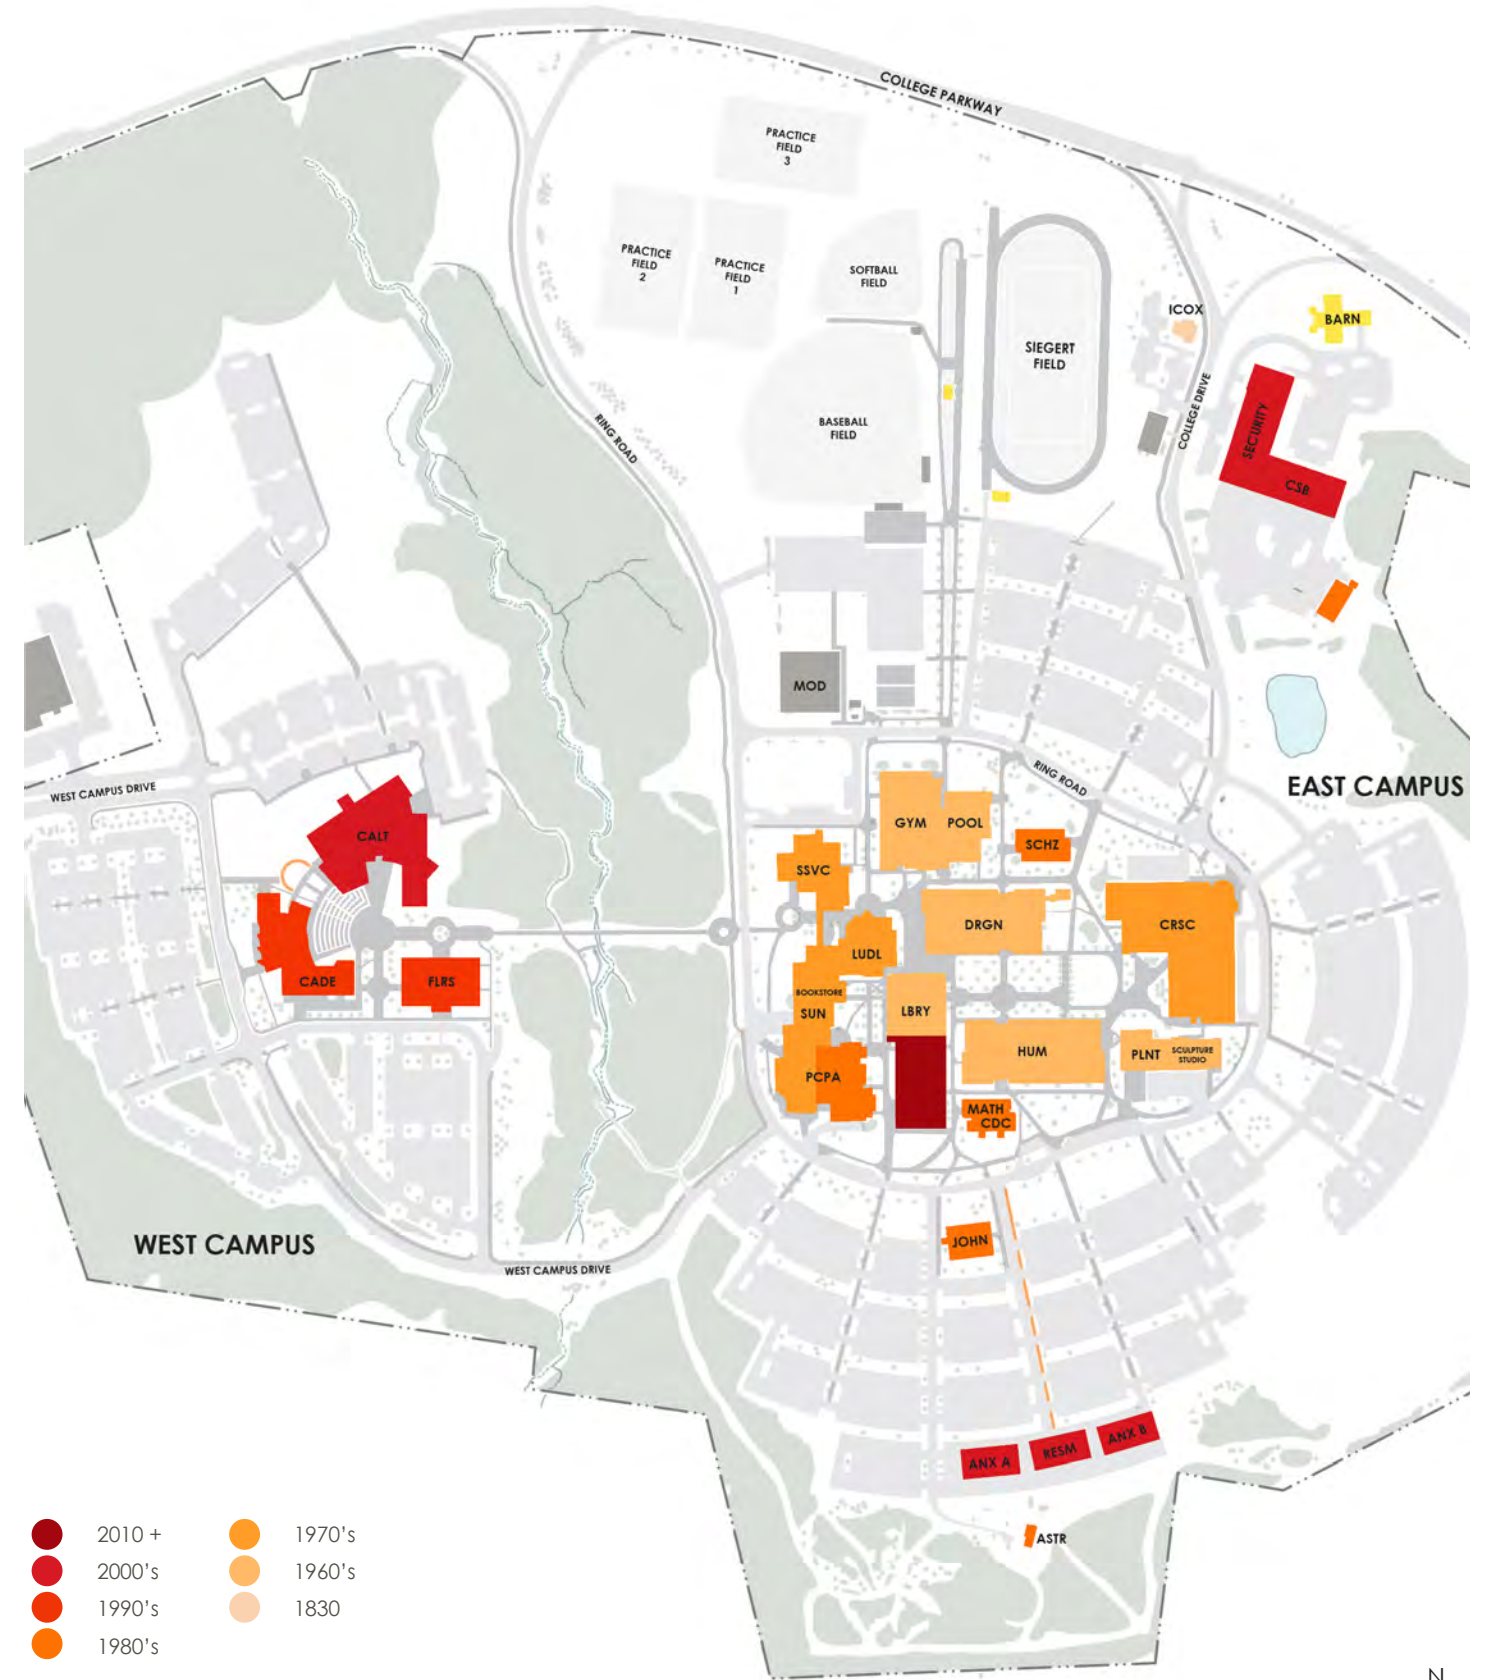 COLLEGE PARKWAY
PRACTICE
FIELD
3
PRACTICE
FIELD
2
PRACTICE
FIELD
1
SOFTBALL
FIELD
ICOX
BARN
SIEGERT
FIELD
COLLEGE DRIVE
RING ROAD
BASEBALL
FIELD
SECURITY
CSB
MOD
RING ROAD
EAST CAMPUS
WEST CAMPUS DRIVE
CALT
GYM
POOL
SCHZ
SSVC
DRGN
CRSC
LUDL
CADE
FLRS
BOOKSTORE
SUN
LBRY
HUM
PLNT
SCULPTURE
STUDIO
PCPA
MATH
CDC
WEST CAMPUS
JOHN
WEST CAMPUS DRIVE
ANX A
RESM
ANX B
ASTR
2010 +
2000's
1990's
1980's
1970's
1960's
1830
N